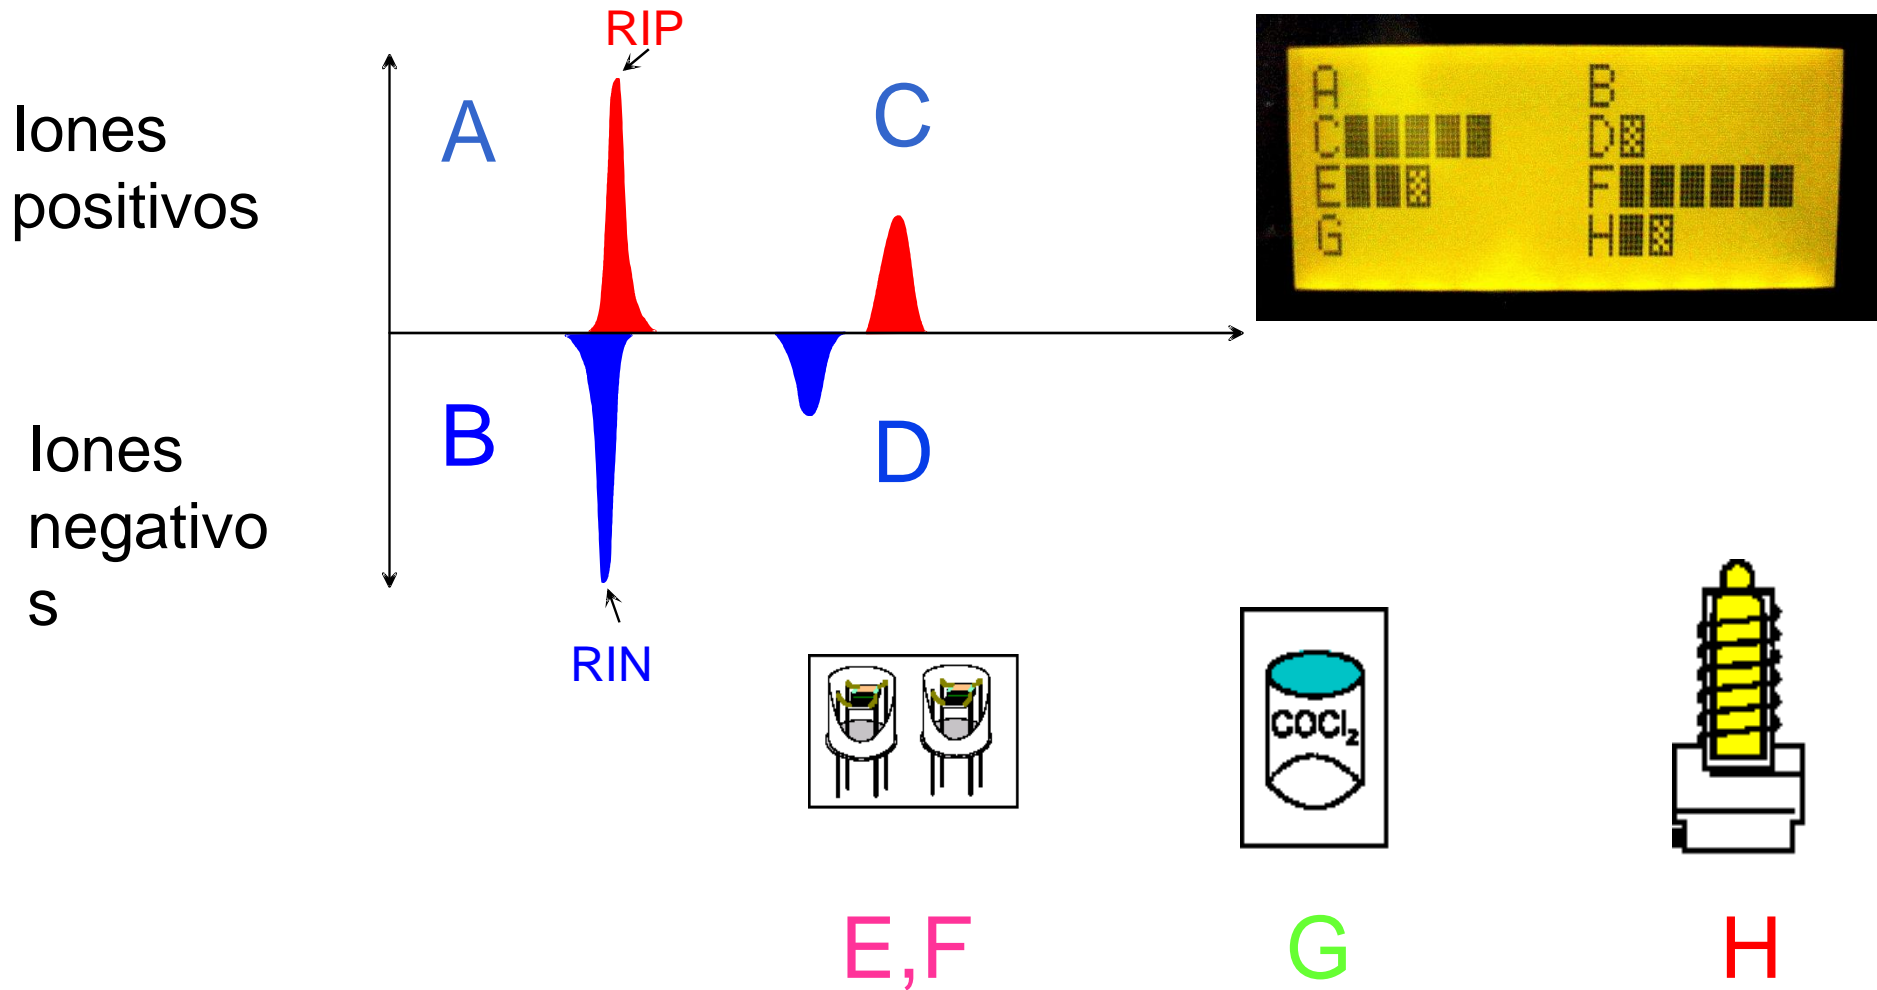 RIP
Iones
positivos
A
C
A
B
C
D
E
F
G
H
Iones
negativo
s
B
D
RIN
COCl2
E,F
G
H